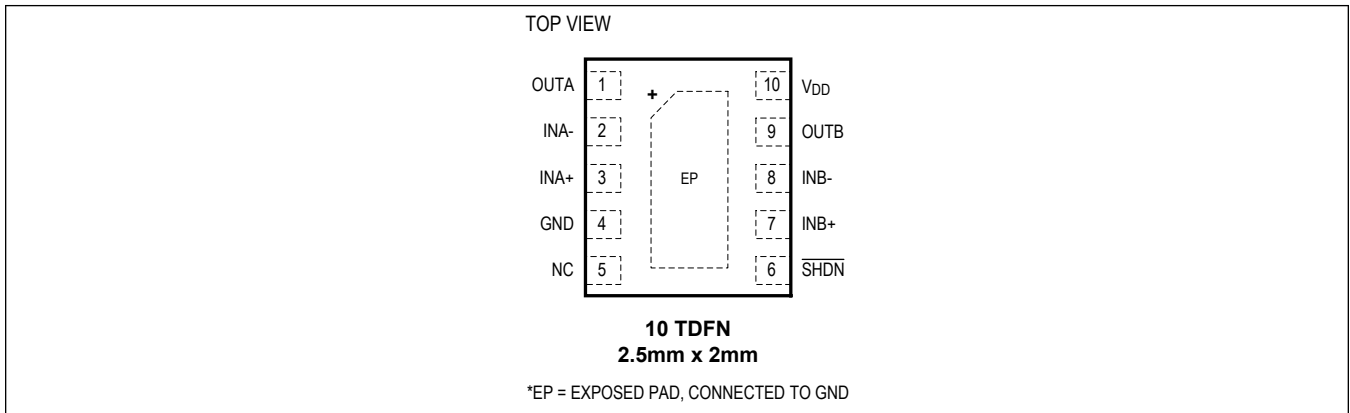 TOP VIEW
OUTA 1 + 10 VDD
INA- 2 9 OUTB
INA+ 3 EP 8 INB-
GND 4 7 INB+
NC 5 6 SHDN
10 TDFN
2.5mm x 2mm
*EP = EXPOSED PAD, CONNECTED TO GND